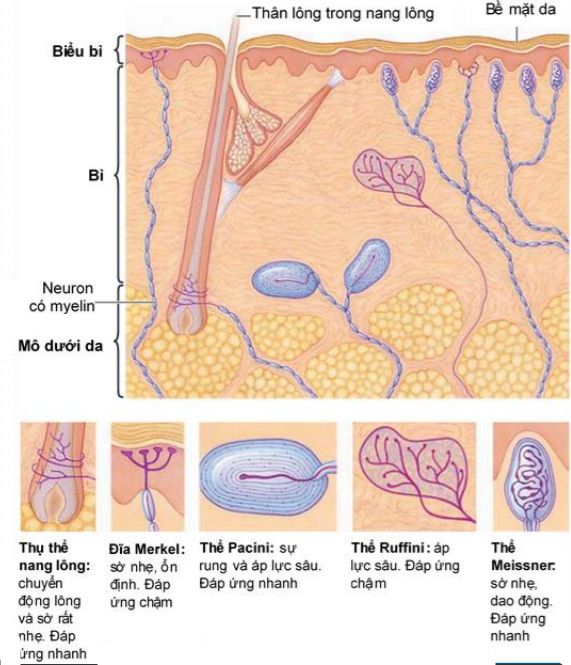 Thân lông trong nang lông
Bề mặt da
Biểu bì
Bì
Neuron
có myelin
Mô dưới da
Thụ thể
nang lông:
chuyển
động lông
và sờ rất
nhẹ. Đáp
ứng nhanh
Đĩa Merkel:
sờ nhẹ, ổn
định. Đáp
ứng chậm
Thể Pacini: sự
rung và áp lực sâu.
Đáp ứng nhanh
Thể Ruffini: áp
lực sâu. Đáp ứng
chậm
Thể
Meissner:
sờ nhẹ,
dao động.
Đáp ứng
nhanh